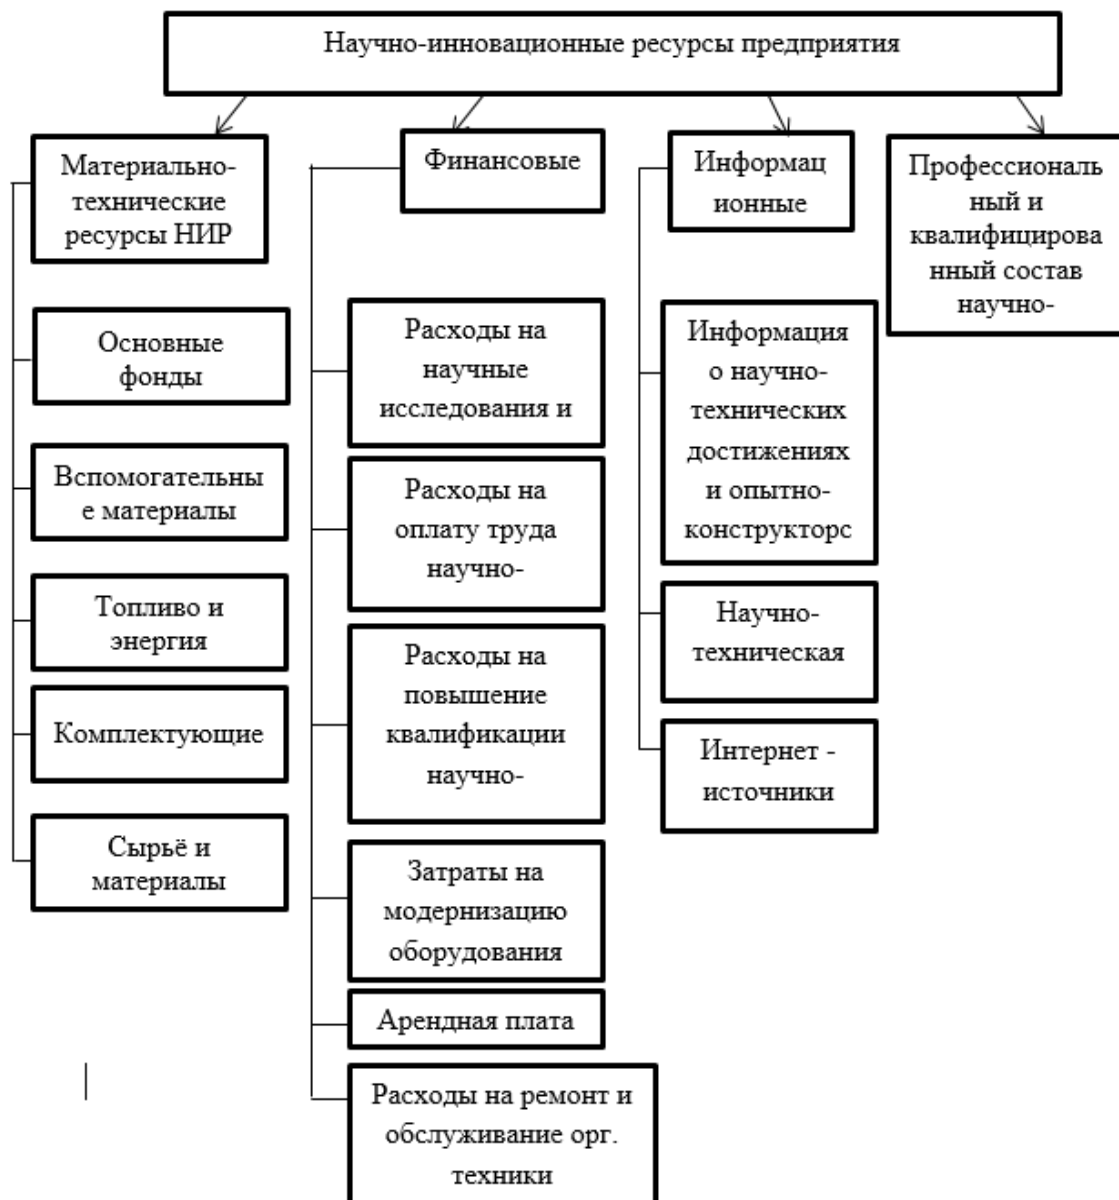 Научно-инновационные ресурсы предприятия
Материально-
технические
ресурсы НИР
Основные
фонды
Вспомогательны
е материалы
Топливо и
энергия
Комплектующие
Сырьё и
материалы
Финансовые
Расходы на
научные
исследования и
Расходы на
оплату труда
научно-
Расходы на
повышение
квалификации
научно-
Затраты на
модернизацию
оборудования
Арендная плата
Расходы на ремонт и
обслуживание орг.
техники
Информац
ионные
Информация
о научно-
технических
достижениях
и опытно-
конструкторс
Научно-
техническая
Интернет -
источники
Профессиональ
ный и
квалифицирова
нный состав
научно-